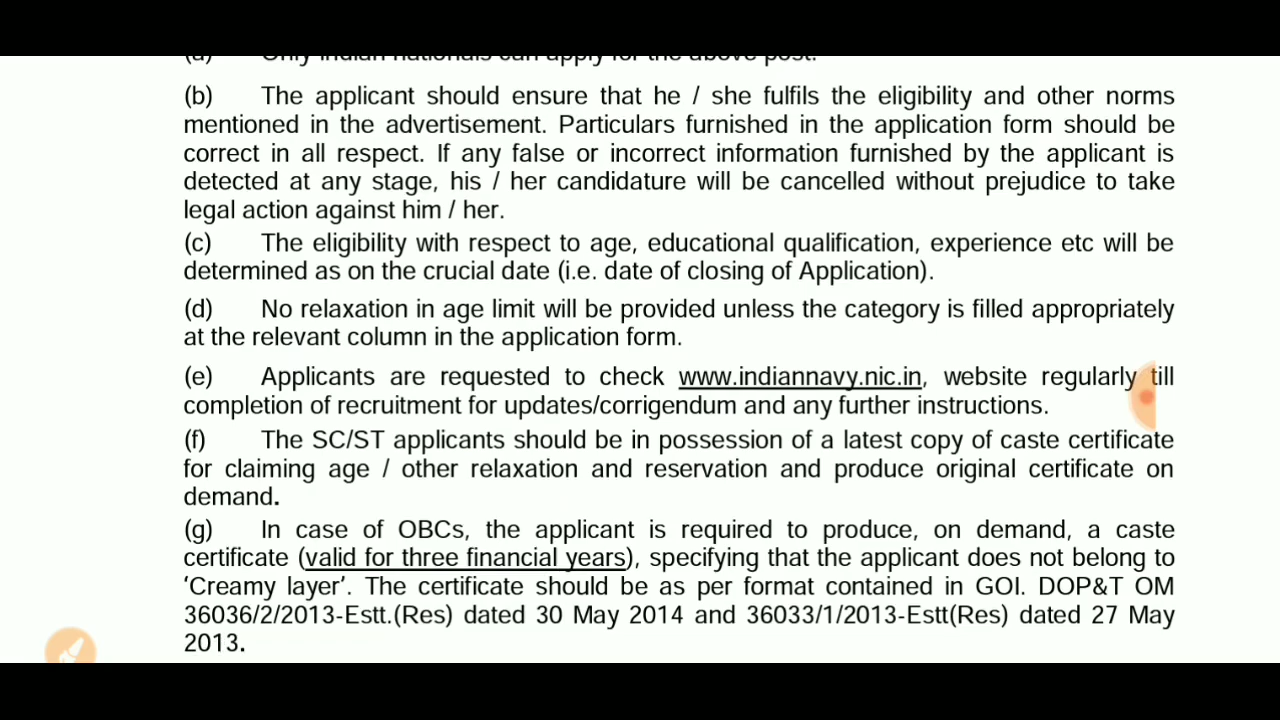 (a) Only Indian nationals can apply for the above post.
(b) The applicant should ensure that he / she fulfils the eligibility and other norms
mentioned in the advertisement. Particulars furnished in the application form should be
correct in all respect. If any false or incorrect information furnished by the applicant is
detected at any stage, his / her candidature will be cancelled without prejudice to take
legal action against him / her.
(c) The eligibility with respect to age, educational qualification, experience etc will be
determined as on the crucial date (i.e. date of closing of Application).
(d) No relaxation in age limit will be provided unless the category is filled appropriately
at the relevant column in the application form.
(e) Applicants are requested to check www.indiannavy.nic.in, website regularly till
completion of recruitment for updates/corrigendum and any further instructions.
(f) The SC/ST applicants should be in possession of a latest copy of caste certificate
for claiming age / other relaxation and reservation and produce original certificate on
demand.
(g) In case of OBCs, the applicant is required to produce, on demand, a caste
certificate (valid for three financial years), specifying that the applicant does not belong to
‘Creamy layer’. The certificate should be as per format contained in GOI. DOP&T OM
36036/2/2013-Estt.(Res) dated 30 May 2014 and 36033/1/2013-Estt(Res) dated 27 May
2013.